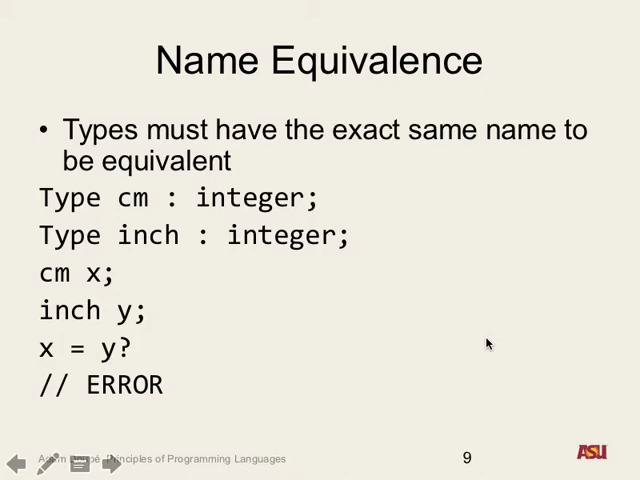 Name Equivalence
• Types must have the exact same name to
be equivalent
Type cm : integer;
Type inch : integer;
cm x;
inch y;
x = y?
// ERROR
Principles of Programming Languages
9
ASU